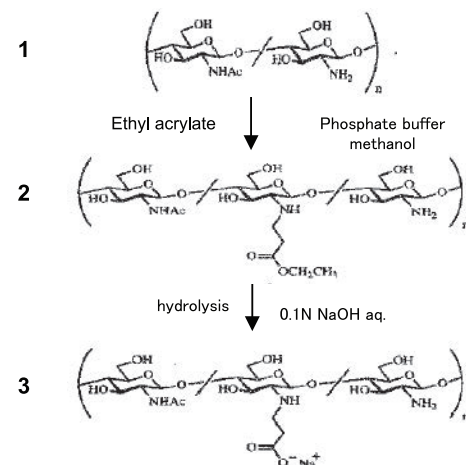 1
OH
OH
O
O
O
O
HO
HO
NHAc
NH₂
n
Ethyl acrylate
Phosphate buffer
methanol
2
OH
OH
OH
O
O
O
O
O
O
HO
HO
HO
NHAc
NH
NH₂
n
O
OCH₂CH₃
hydrolysis
0.1N NaOH aq.
3
OH
OH
OH
O
O
O
O
O
O
HO
HO
HO
NHAc
NH
NH₂
n
O
O⁻ Na⁺